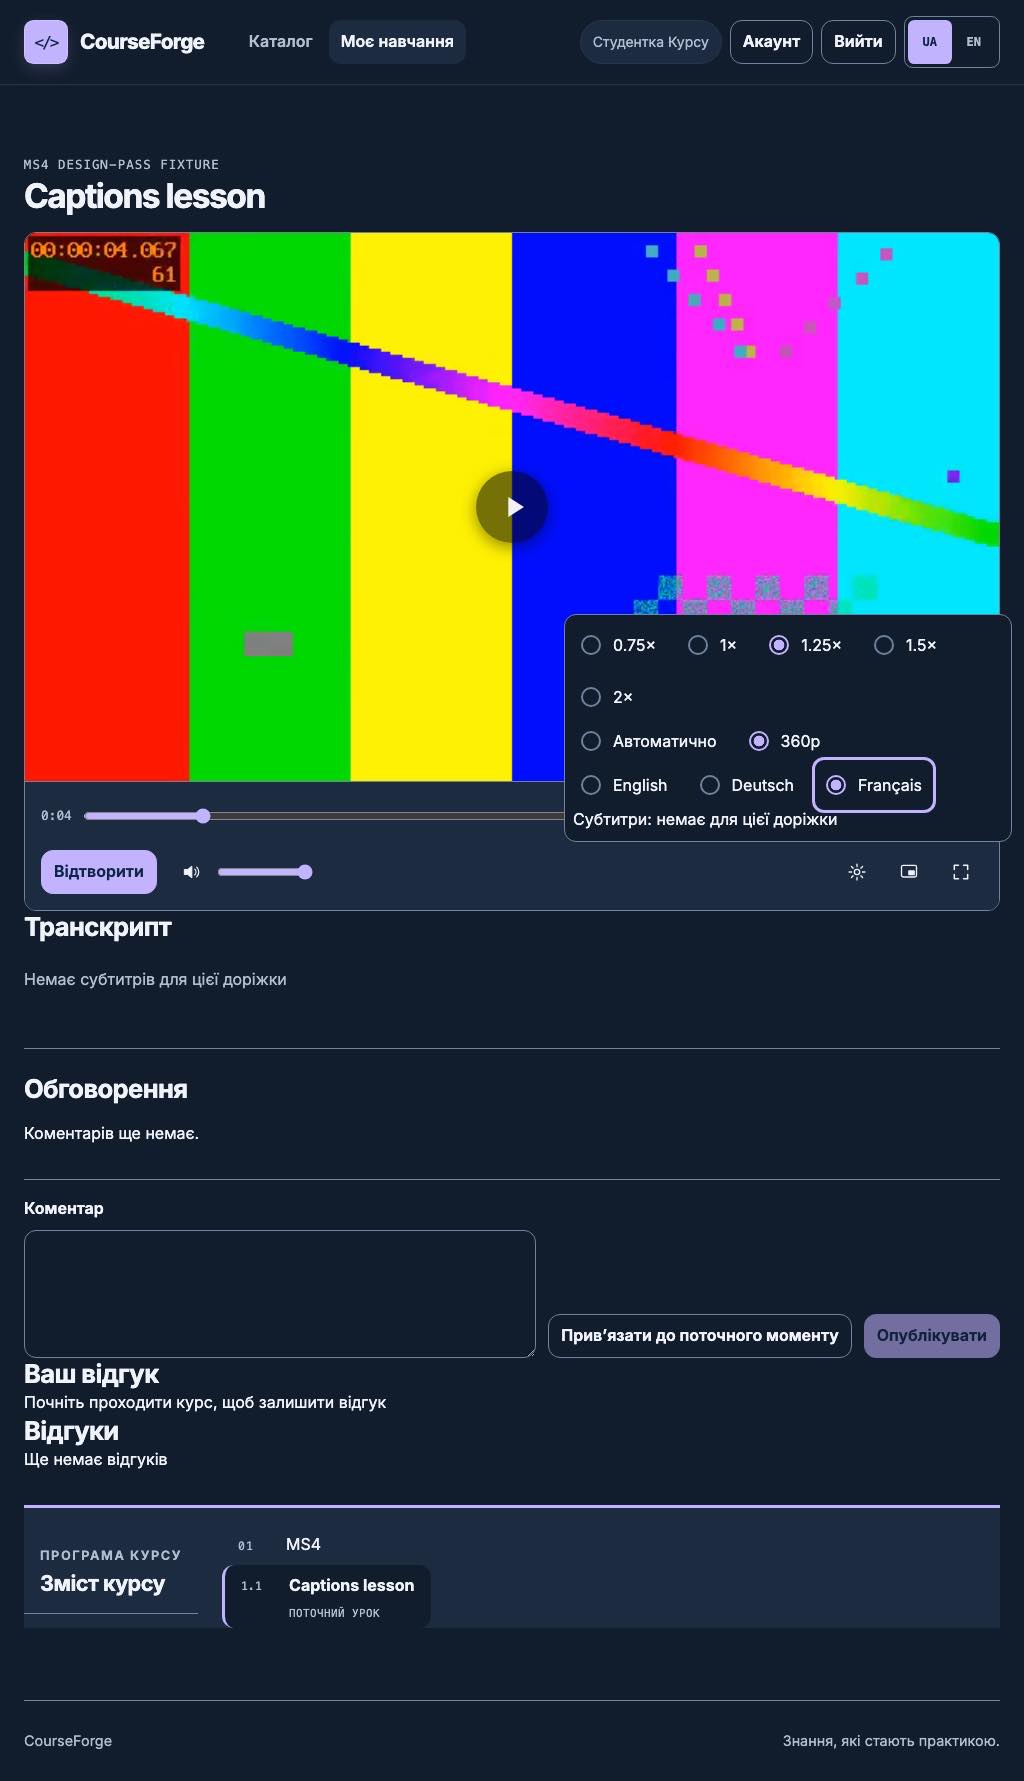 </> CourseForge Каталог Моє навчання Студентка Курсу Акаунт Вийти UA EN
MS4 DESIGN-PASS FIXTURE
Captions lesson
00:00:04.067
61
0.75× 1× 1.25× 1.5×
2×
Автоматично 360p
English Deutsch Français
Субтитри: немає для цієї доріжки
0:04
Відтворити
Транскрипт
Немає субтитрів для цієї доріжки
Обговорення
Коментарів ще немає.
Коментар
Прив’язати до поточного моменту Опублікувати
Ваш відгук
Почніть проходити курс, щоб залишити відгук
Відгуки
Ще немає відгуків
ПРОГРАМА КУРСУ
Зміст курсу
01 MS4
1.1 Captions lesson
ПОТОЧНИЙ УРОК
CourseForge Знання, які стають практикою.